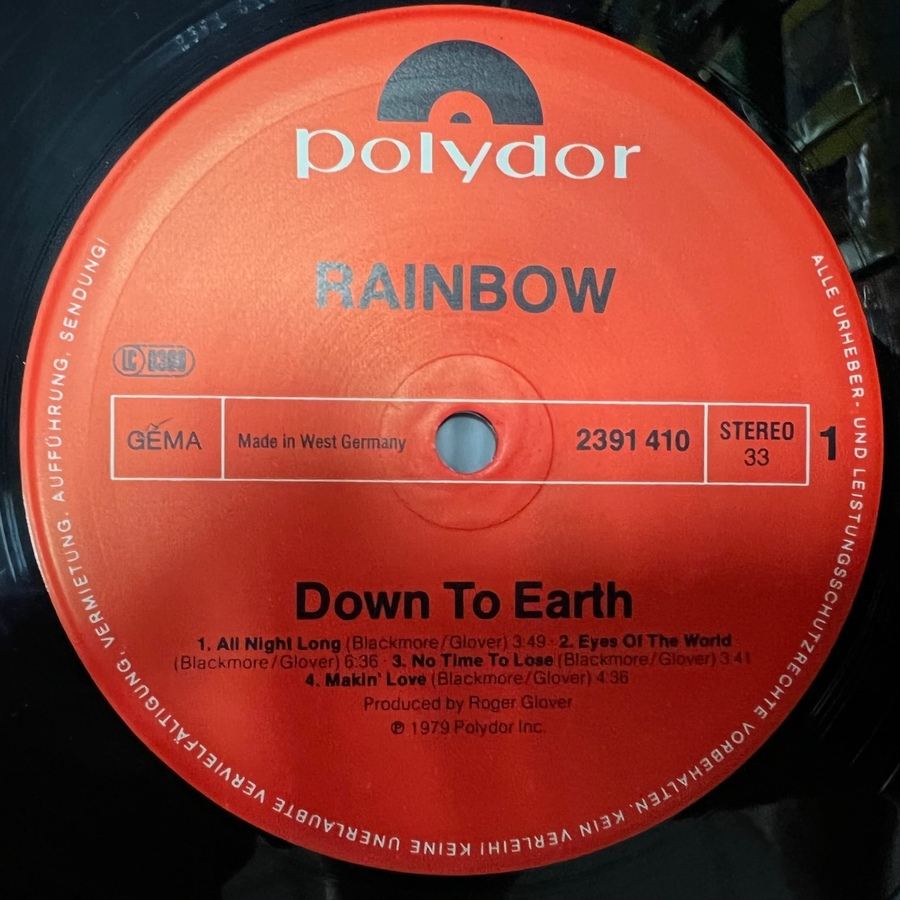 polydor
RAINBOW
LC 0309
GEMA
Made in West Germany
2391 410
STEREO
33
1
Down To Earth
1. All Night Long (Blackmore/Glover) 3:49 · 2. Eyes Of The World
(Blackmore/Glover) 6:36 · 3. No Time To Lose (Blackmore/Glover) 3:41
4. Makin' Love (Blackmore/Glover) 4:36
Produced by Roger Glover
℗ 1979 Polydor Inc.
ALLE URHEBER- UND LEISTUNGSSCHUTZRECHTE VORBEHALTEN. KEIN VERLEIH! KEINE UNERLAUBTE VERVIELFÄLTIGUNG, VERMIETUNG, AUFFÜHRUNG, SENDUNG!